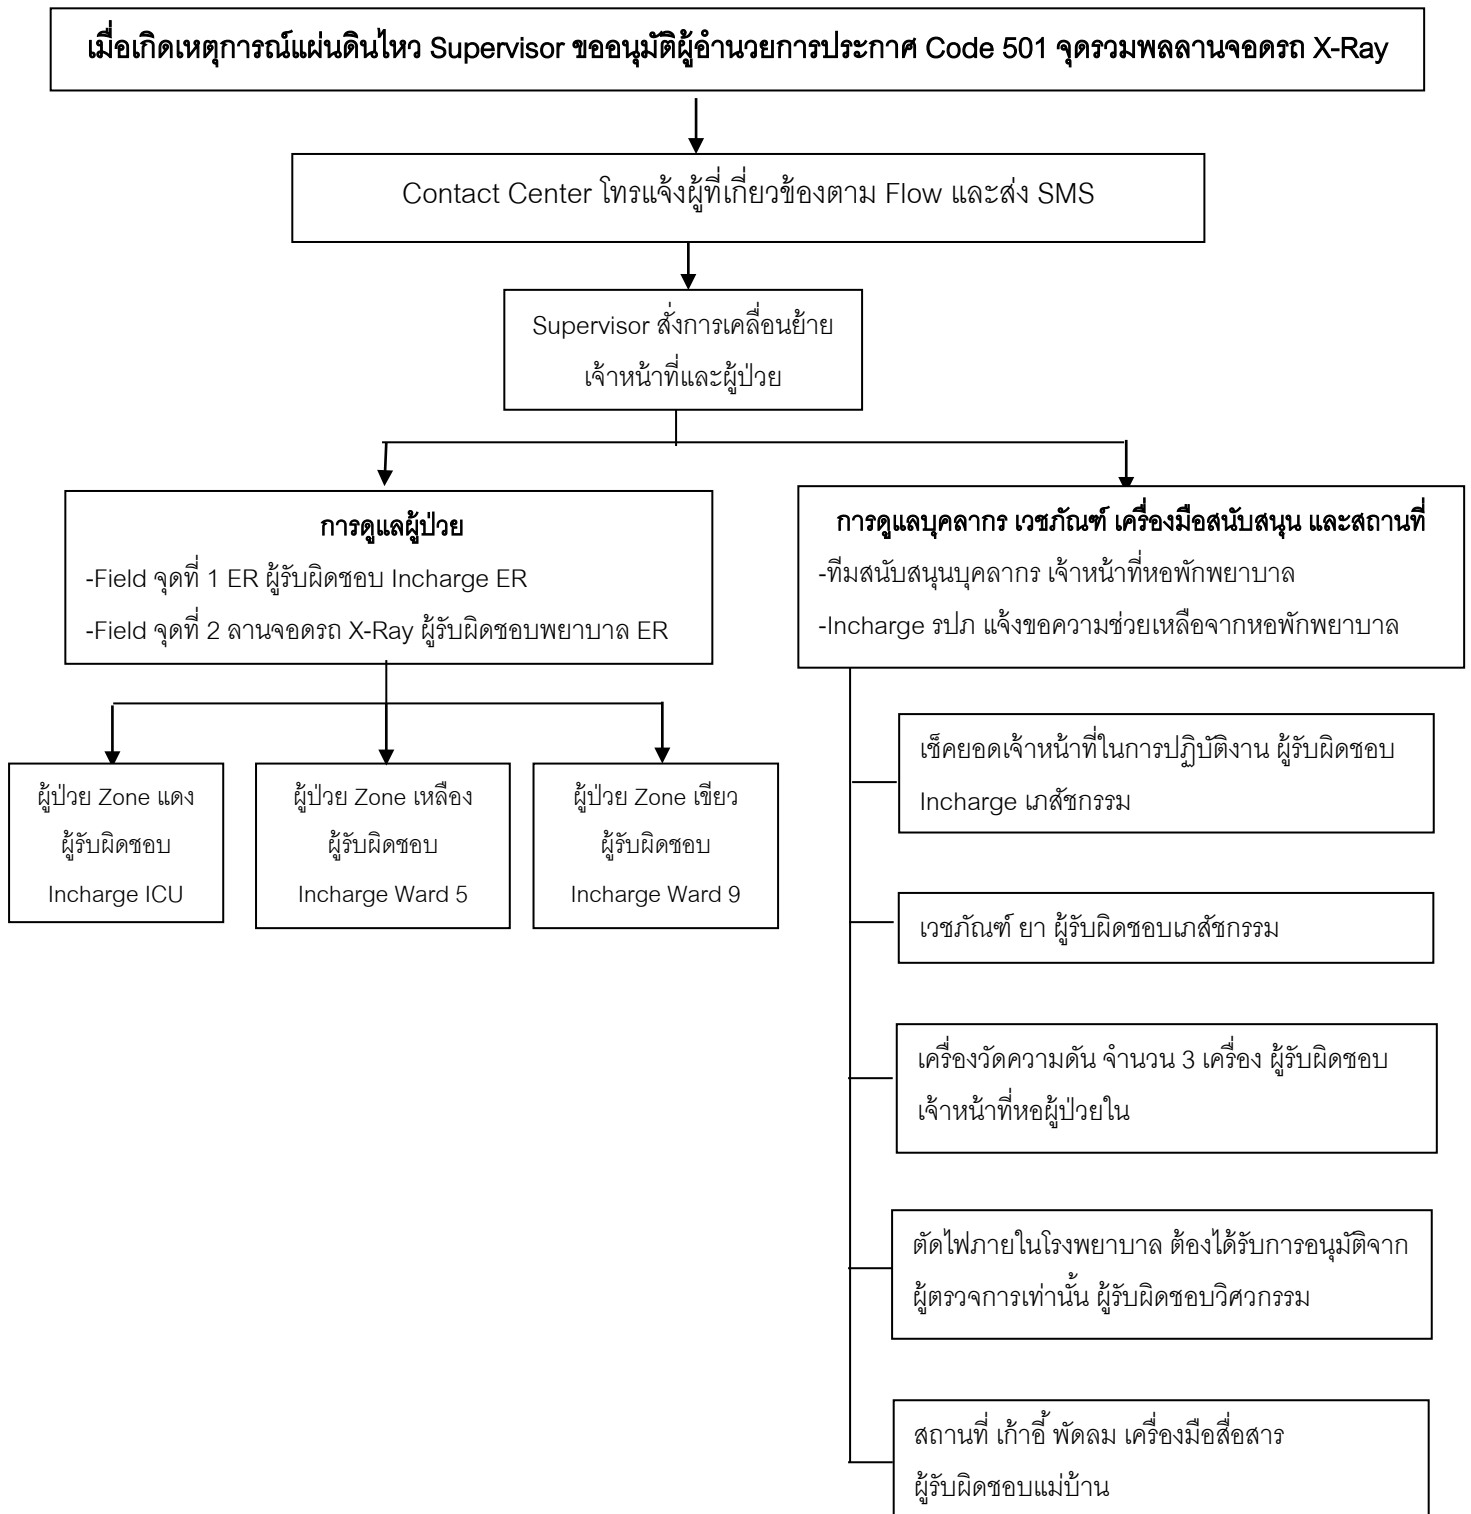 เมื่อเกิดเหตุการณ์แผ่นดินไหว Supervisor ขออนุมัติผู้อำนวยการประกาศ Code 501 จุดรวมพลลานจอดรถ X-Ray
Contact Center โทรแจ้งผู้ที่เกี่ยวข้องตาม Flow และส่ง SMS
Supervisor สั่งการเคลื่อนย้าย
เจ้าหน้าที่และผู้ป่วย
การดูแลผู้ป่วย
-Field จุดที่ 1 ER ผู้รับผิดชอบ Incharge ER
-Field จุดที่ 2 ลานจอดรถ X-Ray ผู้รับผิดชอบพยาบาล ER
การดูแลบุคลากร เวชภัณฑ์ เครื่องมือสนับสนุน และสถานที่
-ทีมสนับสนุนบุคลากร เจ้าหน้าที่หอพักพยาบาล
-Incharge รปภ แจ้งขอความช่วยเหลือจากหอพักพยาบาล
ผู้ป่วย Zone แดง
ผู้รับผิดชอบ
Incharge ICU
ผู้ป่วย Zone เหลือง
ผู้รับผิดชอบ
Incharge Ward 5
ผู้ป่วย Zone เขียว
ผู้รับผิดชอบ
Incharge Ward 9
เช็คยอดเจ้าหน้าที่ในการปฏิบัติงาน ผู้รับผิดชอบ
Incharge เภสัชกรรม
เวชภัณฑ์ ยา ผู้รับผิดชอบเภสัชกรรม
เครื่องวัดความดัน จำนวน 3 เครื่อง ผู้รับผิดชอบ
เจ้าหน้าที่หอผู้ป่วยใน
ตัดไฟภายในโรงพยาบาล ต้องได้รับการอนุมัติจาก
ผู้ตรวจการเท่านั้น ผู้รับผิดชอบวิศวกรรม
สถานที่ เก้าอี้ พัดลม เครื่องมือสื่อสาร
ผู้รับผิดชอบแม่บ้าน